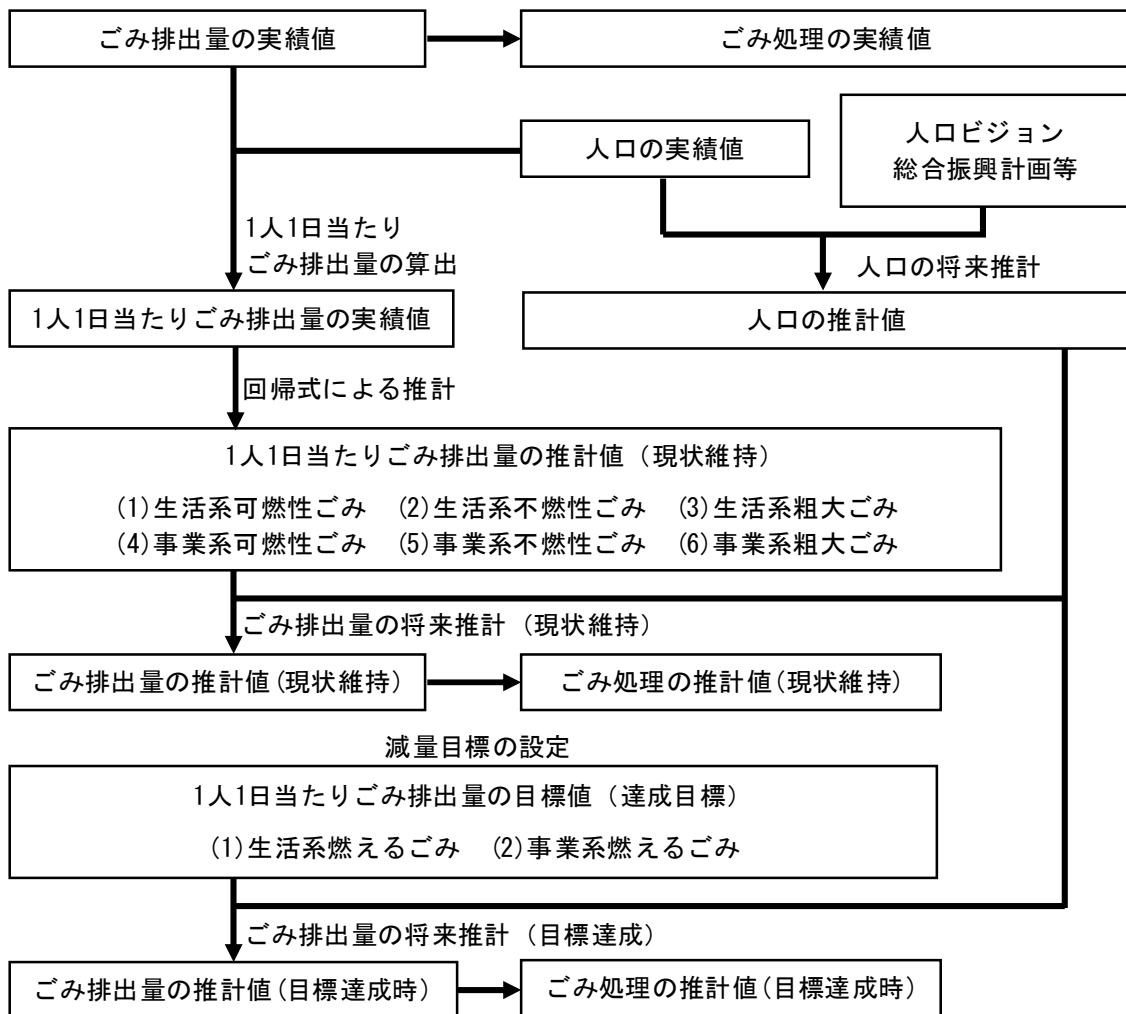 ごみ排出量の実績値
ごみ処理の実績値
人口の実績値
人口ビジョン
総合振興計画等
1人1日当たり
ごみ排出量の算出
人口の将来推計
1人1日当たりごみ排出量の実績値
人口の推計値
回帰式による推計
1人1日当たりごみ排出量の推計値（現状維持）
(1)生活系可燃性ごみ　(2)生活系不燃性ごみ　(3)生活系粗大ごみ
(4)事業系可燃性ごみ　(5)事業系不燃性ごみ　(6)事業系粗大ごみ
ごみ排出量の将来推計（現状維持）
ごみ排出量の推計値(現状維持)
ごみ処理の推計値(現状維持)
減量目標の設定
1人1日当たりごみ排出量の目標値（達成目標）
(1)生活系燃えるごみ　(2)事業系燃えるごみ
ごみ排出量の将来推計（目標達成）
ごみ排出量の推計値(目標達成時)
ごみ処理の推計値(目標達成時)